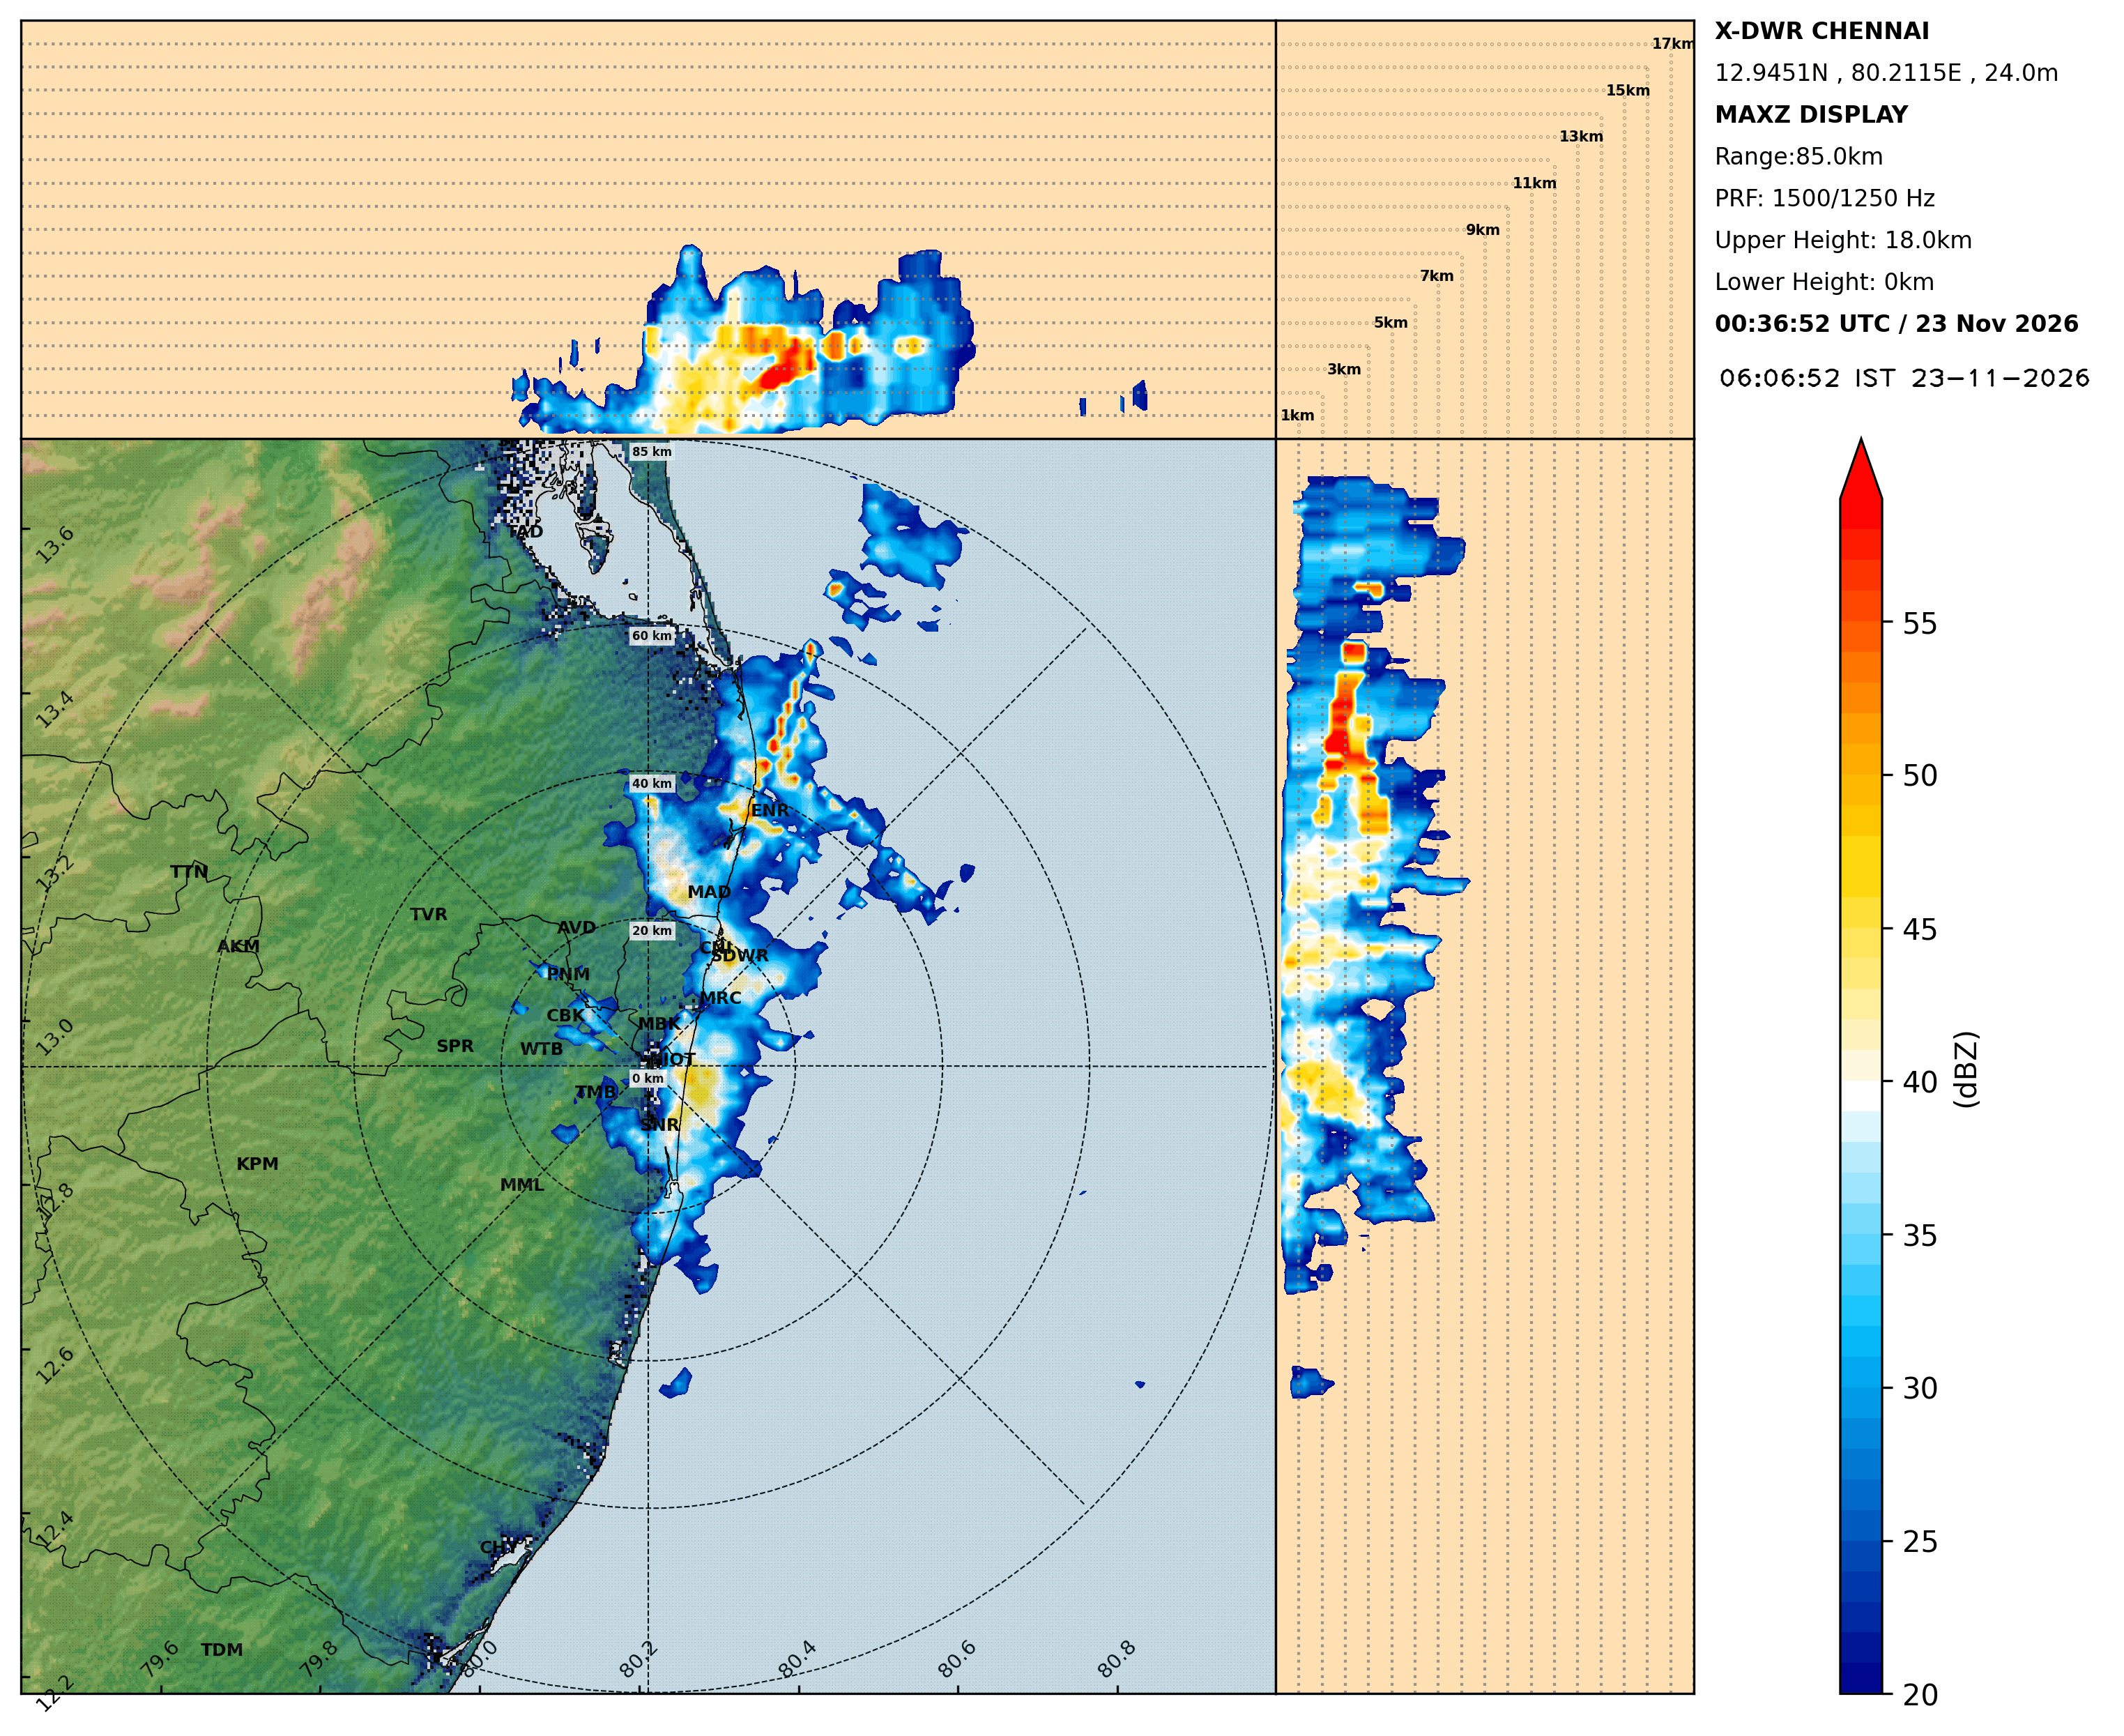 X-DWR CHENNAI
12.9451N , 80.2115E , 24.0m
MAXZ DISPLAY
Range:85.0km
PRF: 1500/1250 Hz
Upper Height: 18.0km
Lower Height: 0km
00:36:52 UTC / 23 Nov 2026
06:06:52 IST 23-11-2026
17km
15km
13km
11km
9km
7km
5km
3km
1km
85 km
60 km
40 km
20 km
0 km
TAD
ENR
MAD
TTN
TVR
AVD
AKM
SDWR
PNM
MRC
CBK
MBK
SPR
WTB
TMB
SNR
KPM
MML
CHY
TDM
13.6
13.4
13.2
13.0
12.8
12.6
12.4
12.2
79.6
79.8
80.0
80.2
80.4
80.6
80.8
55
50
45
40
35
30
25
20
(dBZ)